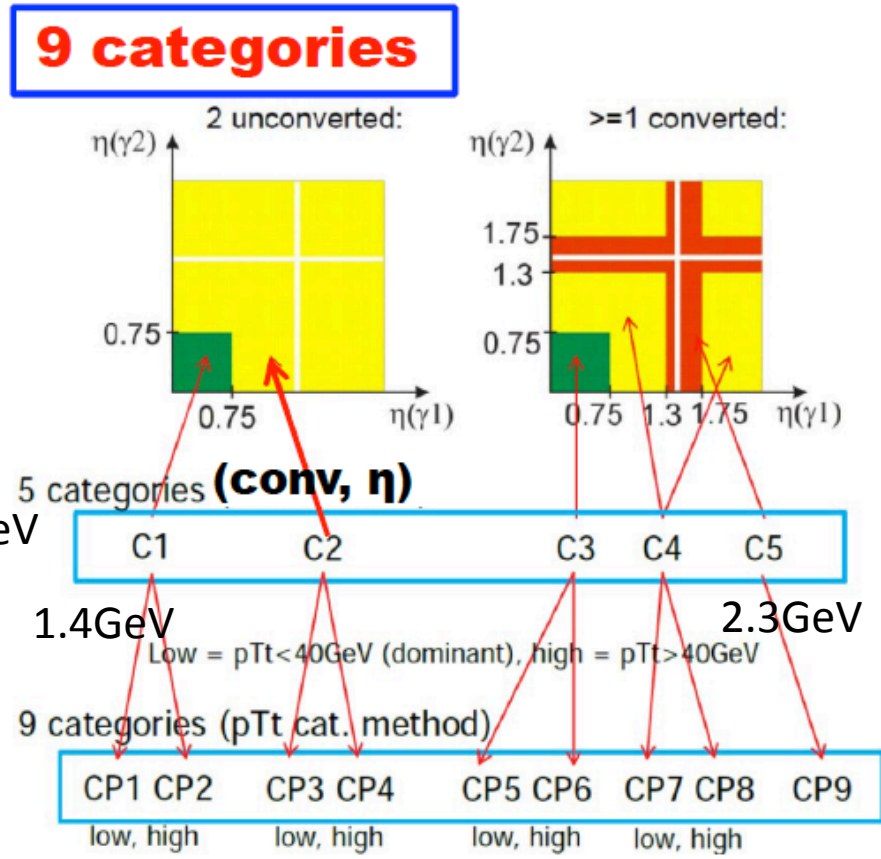 9 categories
2 unconverted:
>=1 converted:
η(γ2)
η(γ2)
1.75
1.3
0.75
0.75
0.75
η(γ1)
0.75 1.3 1.75
η(γ1)
5 categories (conv, η)
eV
C1 C2 C3 C4 C5
1.4GeV
2.3GeV
Low = pTt<40GeV (dominant), high = pTt>40GeV
9 categories (pTt cat. method)
CP1 CP2 CP3 CP4 CP5 CP6 CP7 CP8 CP9
low, high low, high low, high low, high